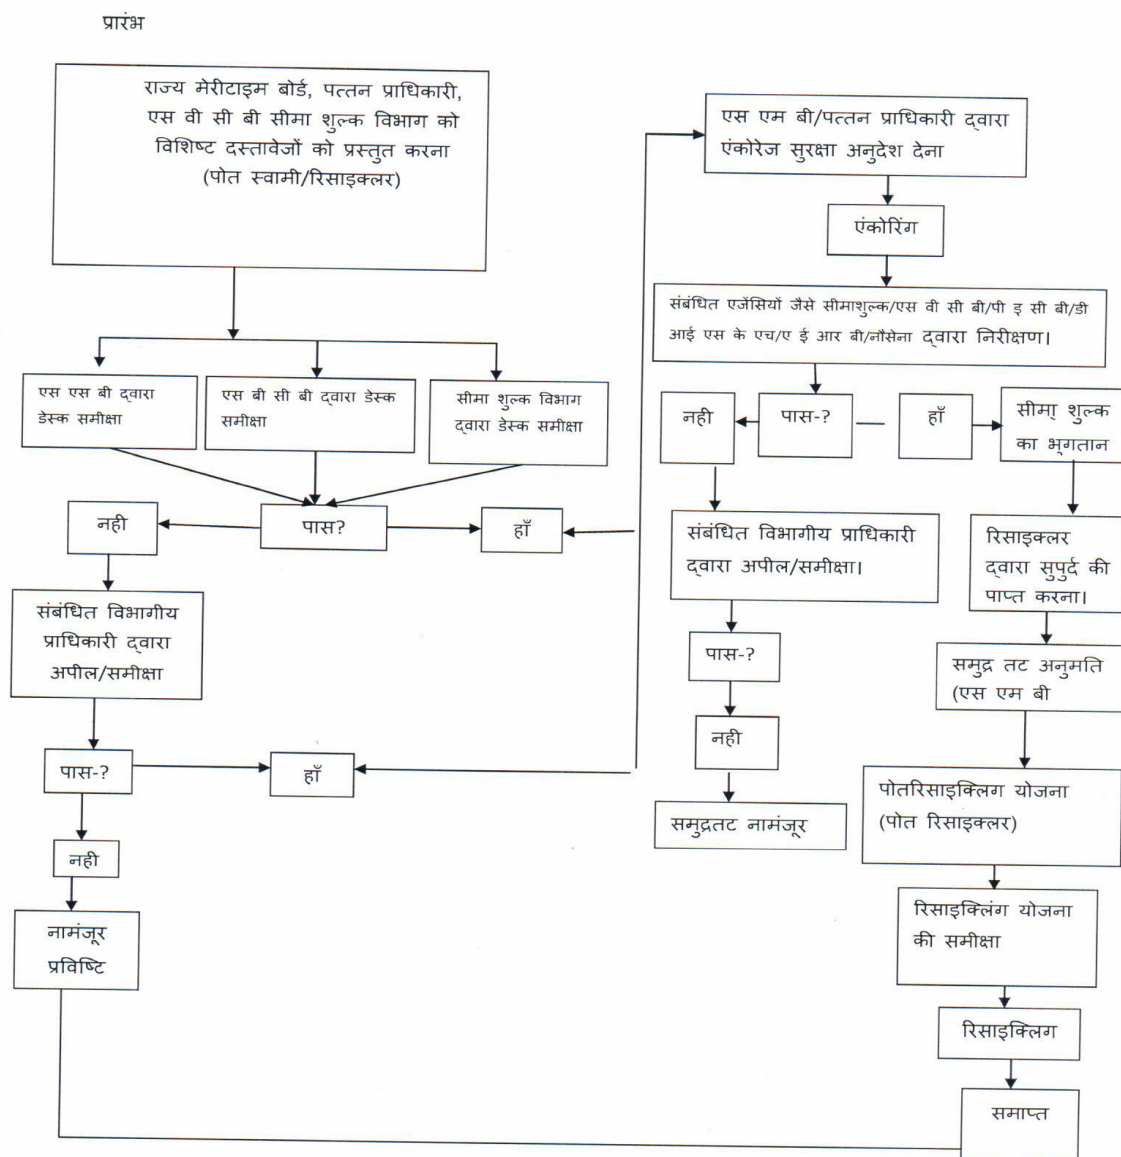 प्रारंभ
राज्य मेरीटाइम बोर्ड, पत्तन प्राधिकारी,
एस वी सी बी सीमा शुल्क विभाग को
विशिष्ट दस्तावेजों को प्रस्तुत करना
(पोत स्वामी/रिसाइक्लर)
एस एस बी द्वारा
डेस्क समीक्षा
एस बी सी बी द्वारा डेस्क
समीक्षा
सीमा शुल्क विभाग
द्वारा डेस्क समीक्षा
नही
पास?
हाँ
संबंधित विभागीय
प्राधिकारी द्वारा
अपील/समीक्षा
पास-?
हाँ
नही
नामंजूर
प्रविष्टि
एस एम बी/पत्तन प्राधिकारी द्वारा
एंकोरेज सुरक्षा अनुदेश देना
एंकोरिंग
संबंधित एजेंसियों जैसे सीमाशुल्क/एस वी सी बी/पी इ सी बी/डी
आई एस के एच/ए ई आर बी/नौसेना द्वारा निरीक्षण।
नही
पास-?
हाँ
सीमा शुल्क
का भुगतान
संबंधित विभागीय प्राधिकारी
द्वारा अपील/समीक्षा।
पास-?
नही
समुद्रतट नामंजूर
रिसाइक्लर
द्वारा सुपुर्द की
पाप्त करना।
समुद्र तट अनुमति
(एस एम बी
पोतरिसाइक्लिग योजना
(पोत रिसाइक्लर)
रिसाइक्लिंग योजना
की समीक्षा
रिसाइक्लिग
समाप्त